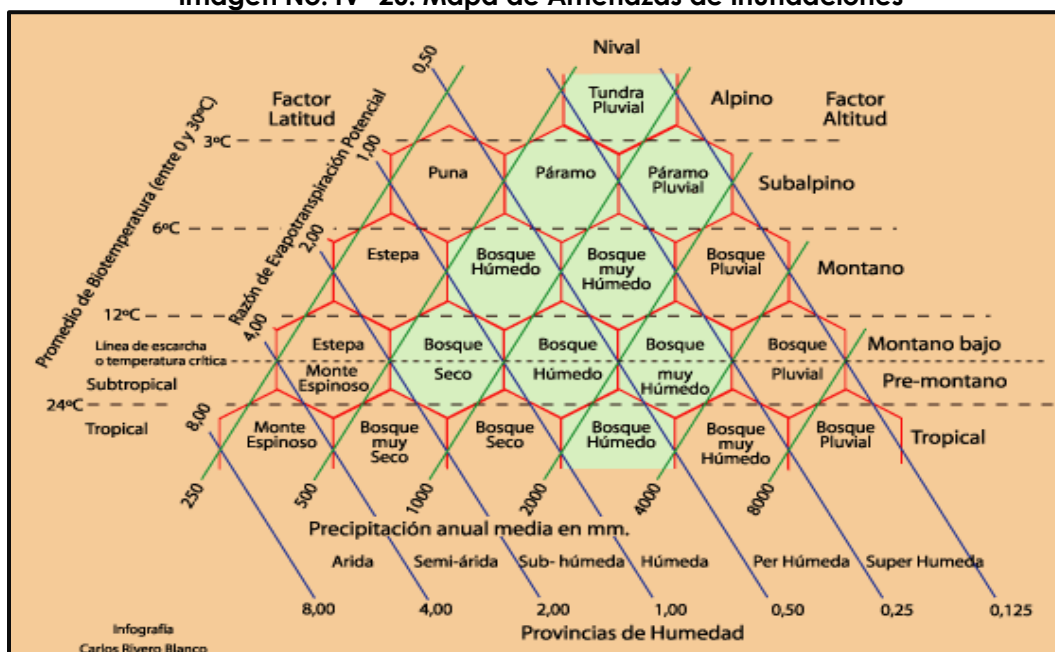 Imagen No. IV- 26. Mapa de Amenazas de Inundaciones
Nival
0,50
Factor
Latitud
Tundra
Pluvial
Alpino
Factor
Altitud
Promedio de Biotemperatura (entre 0 y 30ºC)
Razón de Evapotranspiración Potencial
3ºC
1,00
Puna
Páramo
Páramo
Pluvial
Subalpino
6ºC
2,00
Estepa
Bosque
Húmedo
Bosque
muy
Húmedo
Bosque
Pluvial
Montano
12ºC
4,00
Línea de escarcha
o temperatura crítica
Estepa
Bosque
Bosque
Bosque
Bosque
Montano bajo
Subtropical
Monte
Espinoso
Seco
Húmedo
muy
Húmedo
Pluvial
Pre-montano
24ºC
8,00
Tropical
Monte
Espinoso
Bosque
muy
Seco
Bosque
Seco
Bosque
Húmedo
Bosque
muy
Húmedo
Bosque
Pluvial
Tropical
250
500
1000
2000
4000
8000
Precipitación anual media en mm.
Arida
Semi-árida
Sub- húmeda
Húmeda
Per Húmeda
Super Humeda
8,00
4,00
2,00
1,00
0,50
0,25
0,125
Provincias de Humedad
Infografía
Carlos Rivero Blanco